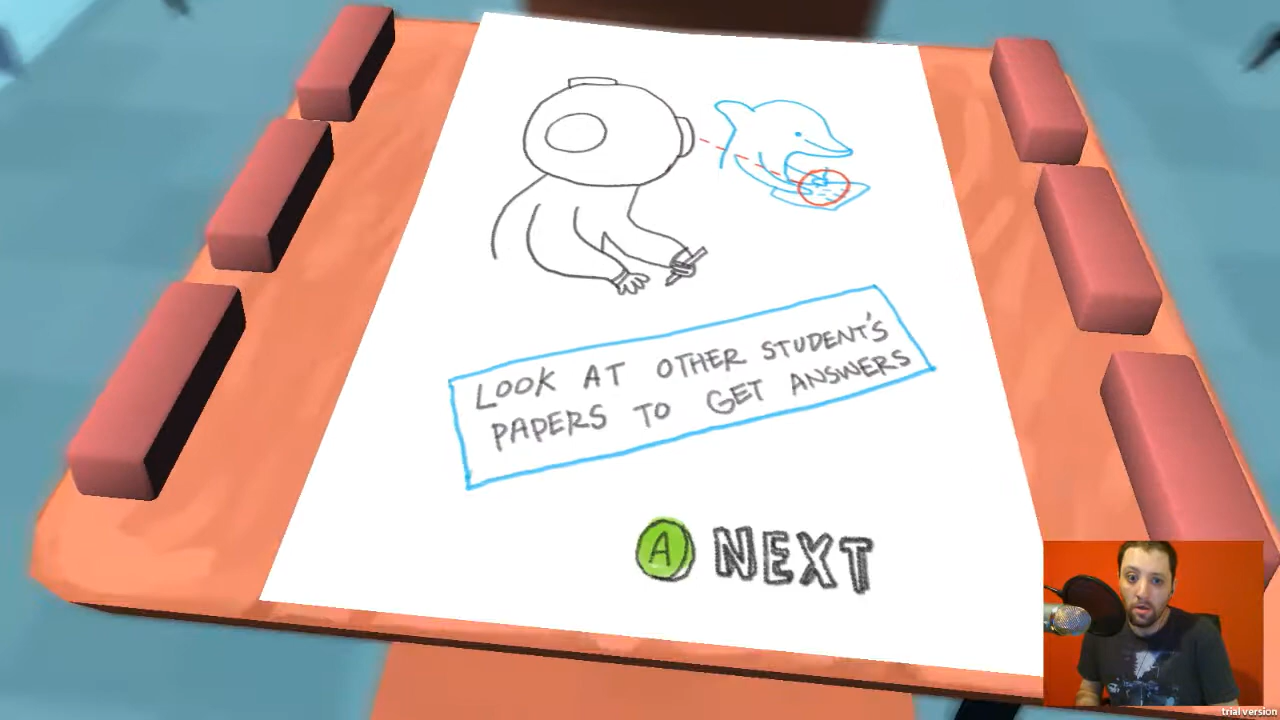 LOOK AT OTHER STUDENT'S
PAPERS TO GET ANSWERS
A NEXT
trial version